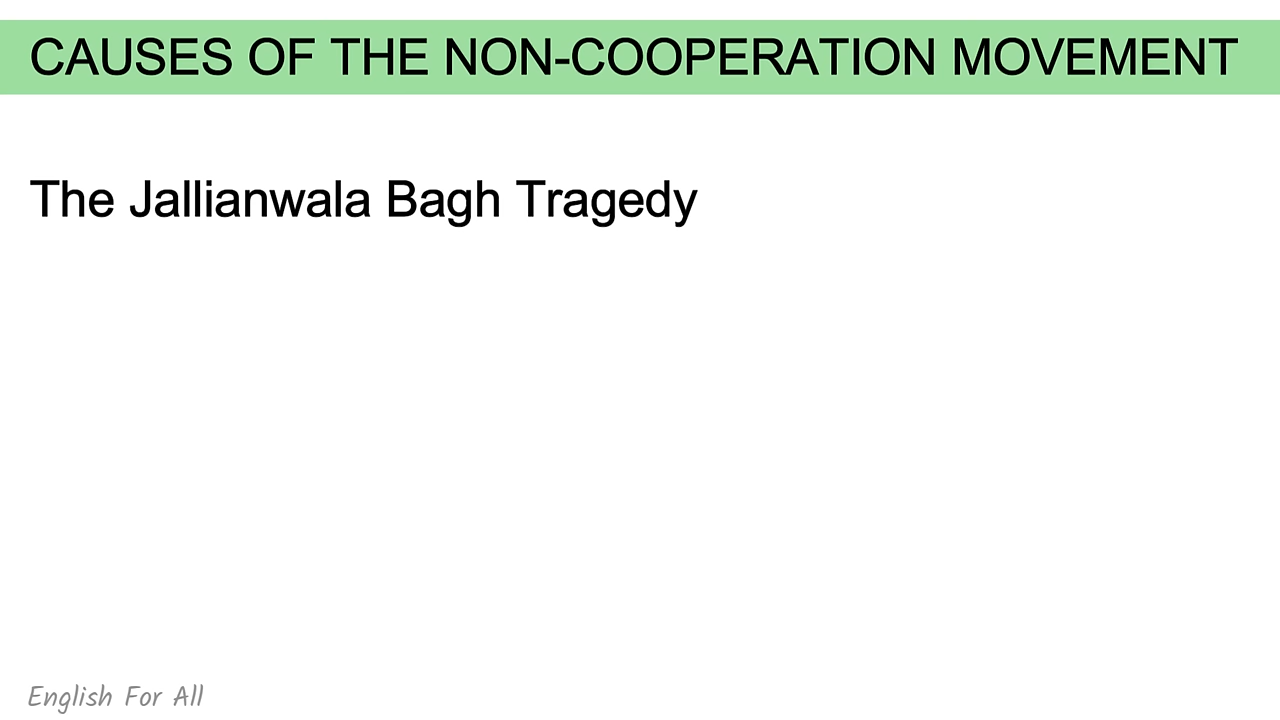 CAUSES OF THE NON-COOPERATION MOVEMENT
The Jallianwala Bagh Tragedy
English For All